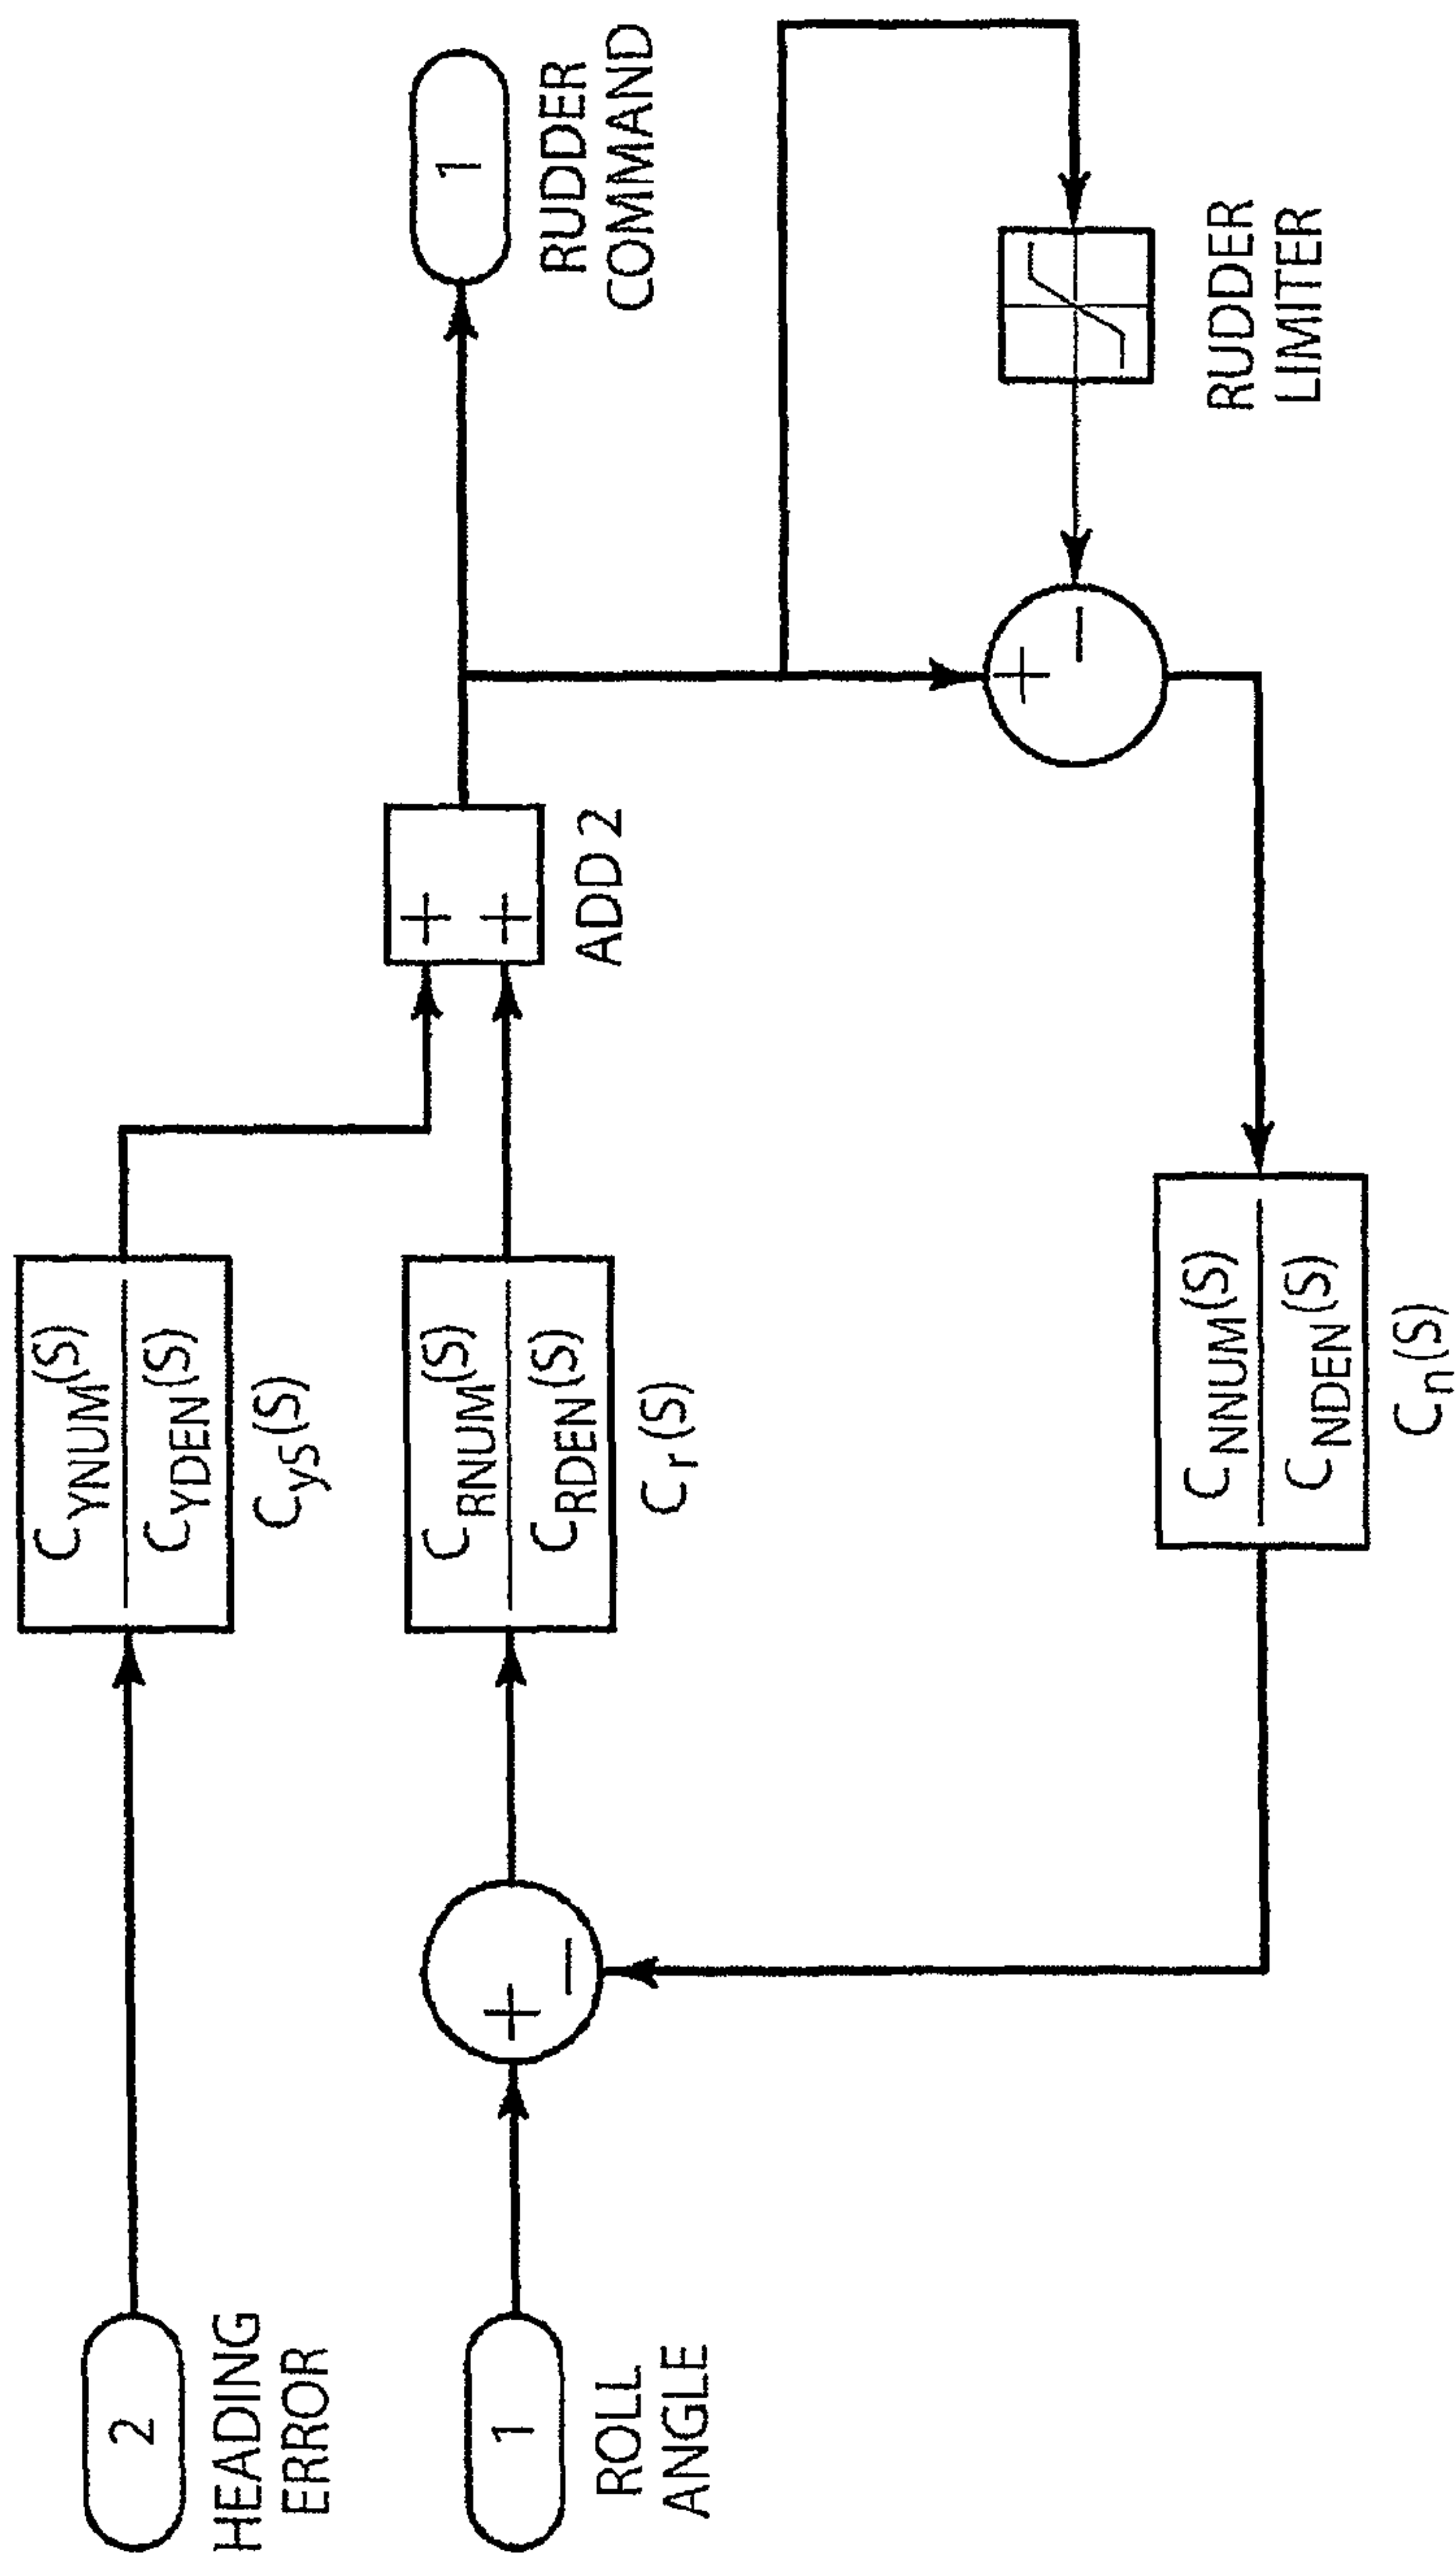 2
HEADING
ERROR
C_YNUM(S)
C_YDEN(S)
C_yS(S)
1
ROLL
ANGLE
+
−
C_RNUM(S)
C_RDEN(S)
C_r(S)
+
+
ADD 2
1
RUDDER
COMMAND
+
−
RUDDER
LIMITER
C_NNUM(S)
C_NDEN(S)
C_n(S)